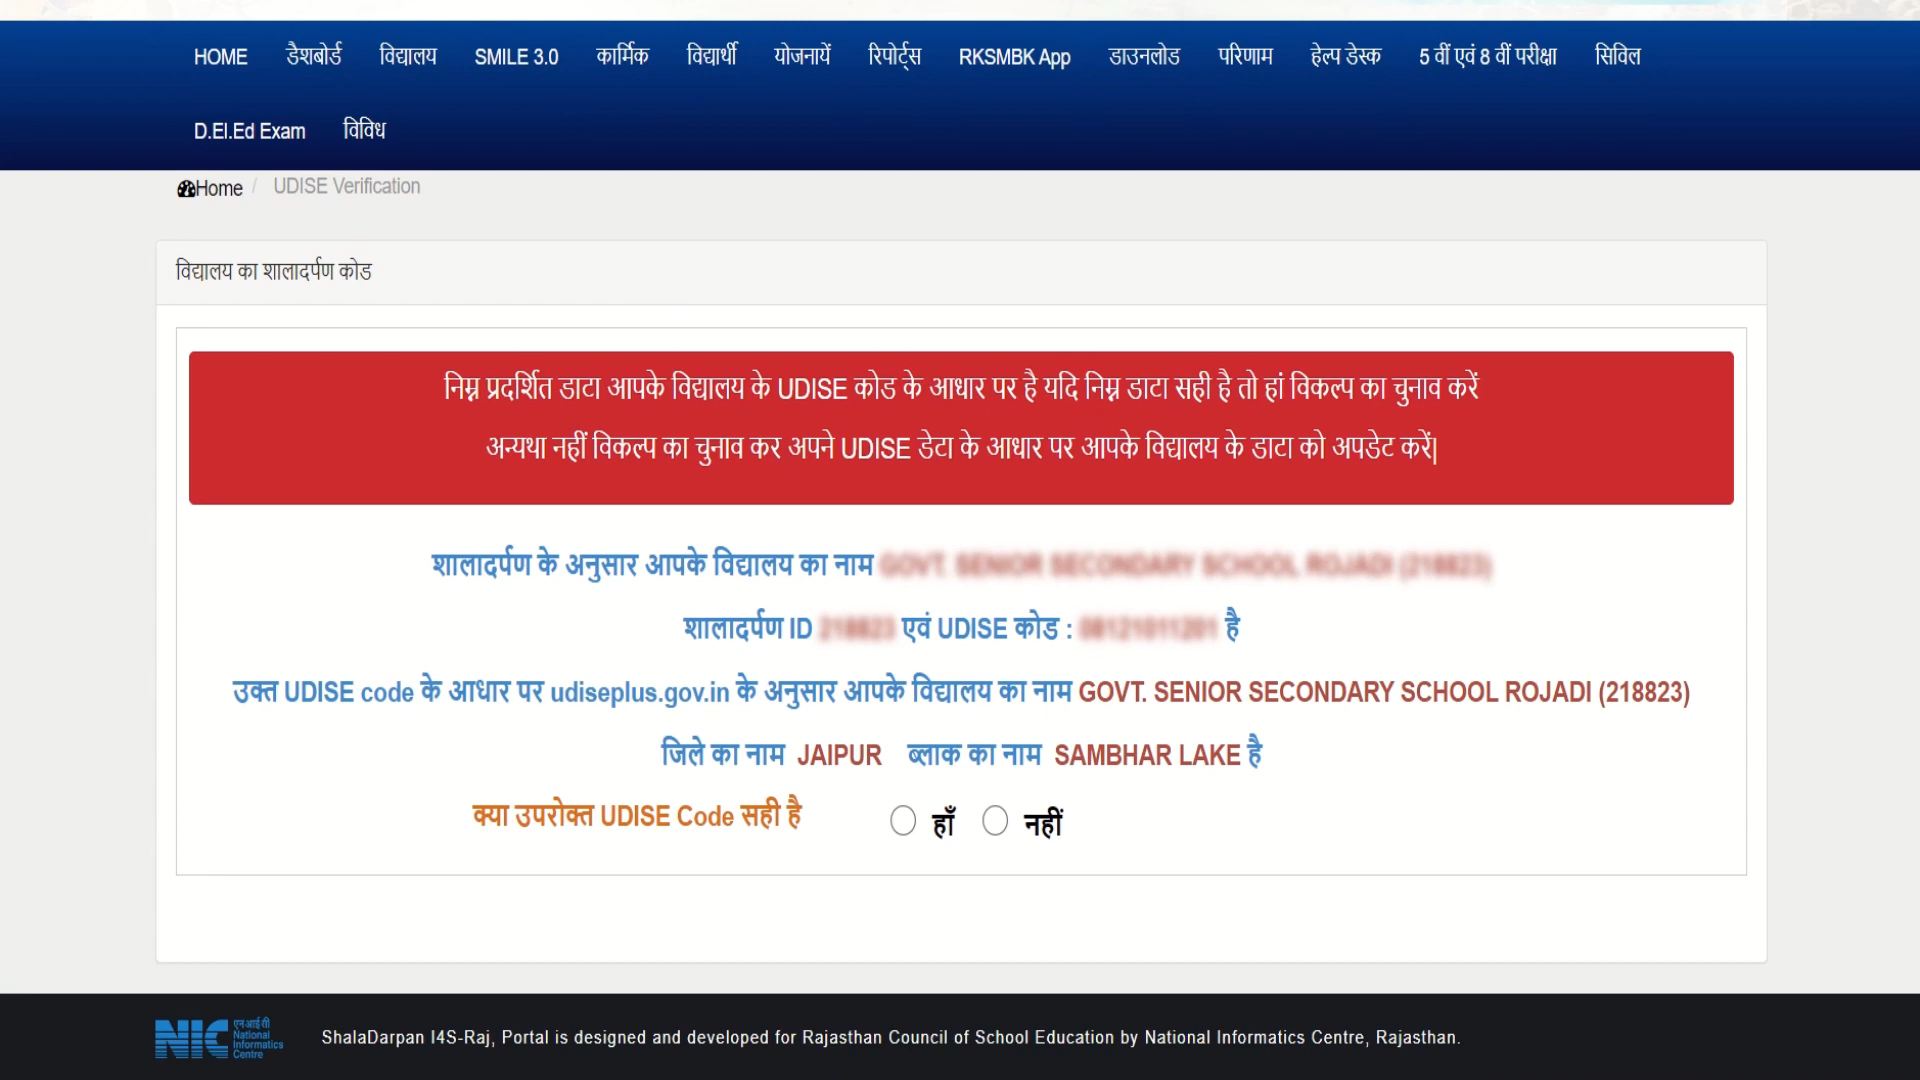 HOME डैशबोर्ड विद्यालय SMILE 3.0 कार्मिक विद्यार्थी योजनायें रिपोर्ट्स RKSMBK App डाउनलोड परिणाम हेल्प डेस्क 5 वीं एवं 8 वीं परीक्षा सिविल
D.El.Ed Exam विविध
Home / UDISE Verification
विद्यालय का शालादर्पण कोड
निम्न प्रदर्शित डाटा आपके विद्यालय के UDISE कोड के आधार पर है यदि निम्न डाटा सही है तो हां विकल्प का चुनाव करें
अन्यथा नहीं विकल्प का चुनाव कर अपने UDISE डेटा के आधार पर आपके विद्यालय के डाटा को अपडेट करें|
शालादर्पण के अनुसार आपके विद्यालय का नाम
शालादर्पण ID एवं UDISE कोड : है
उक्त UDISE code के आधार पर udiseplus.gov.in के अनुसार आपके विद्यालय का नाम GOVT. SENIOR SECONDARY SCHOOL ROJADI (218823)
जिले का नाम JAIPUR ब्लाक का नाम SAMBHAR LAKE है
क्या उपरोक्त UDISE Code सही है हाँ नहीं
NIC एनआईसी National Informatics Centre
ShalaDarpan I4S-Raj, Portal is designed and developed for Rajasthan Council of School Education by National Informatics Centre, Rajasthan.